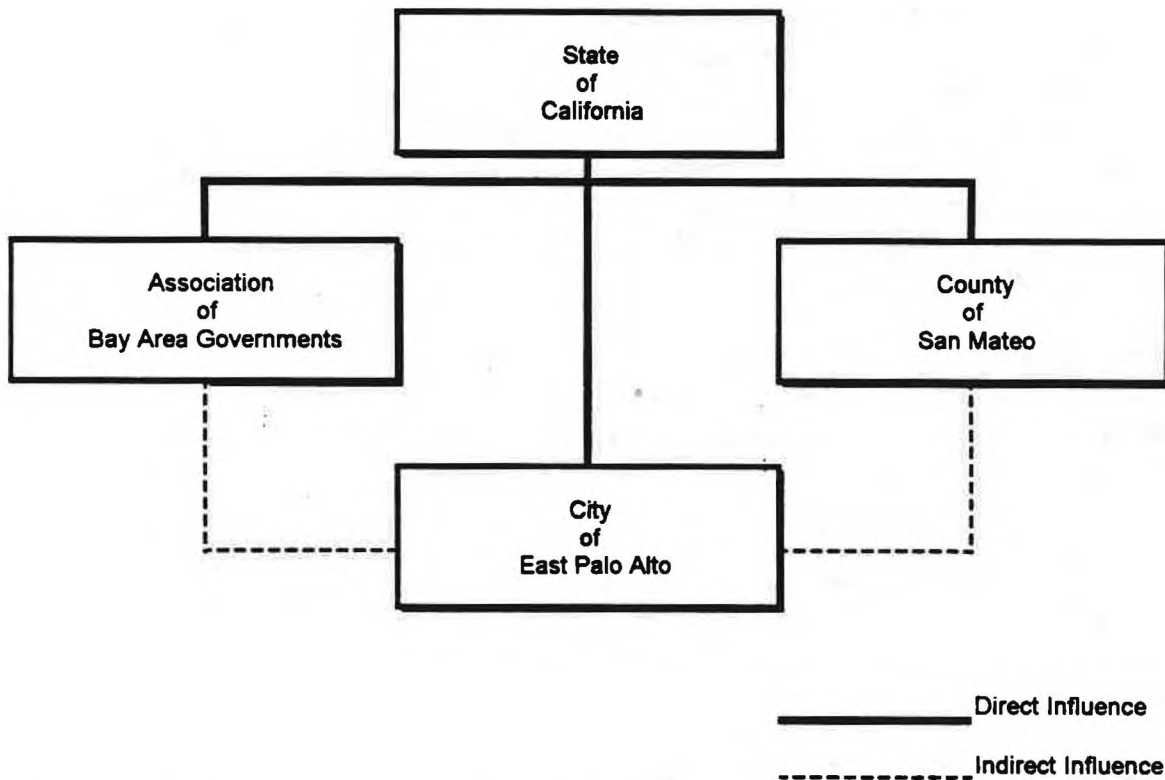 State
of
California
Association
of
Bay Area Governments
County
of
San Mateo
City
of
East Palo Alto
Direct Influence
Indirect Influence